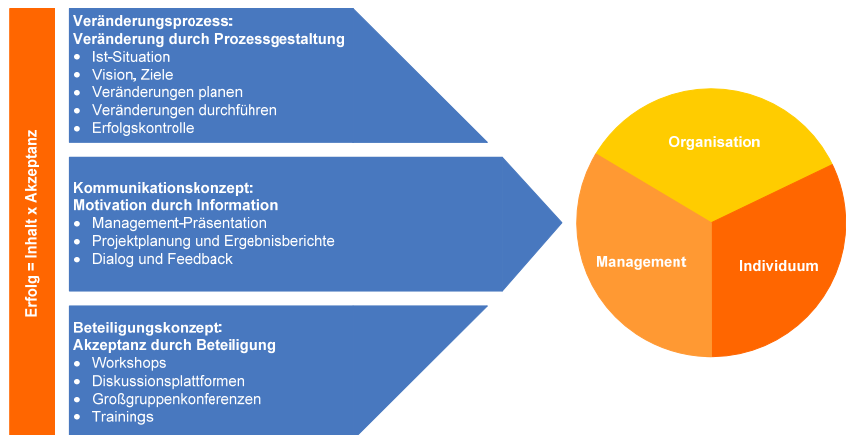 Erfolg = Inhalt x Akzeptanz
Veränderungsprozess:
Veränderung durch Prozessgestaltung
• Ist-Situation
• Vision, Ziele
• Veränderungen planen
• Veränderungen durchführen
• Erfolgskontrolle
Kommunikationskonzept:
Motivation durch Information
• Management-Präsentation
• Projektplanung und Ergebnisberichte
• Dialog und Feedback
Beteiligungskonzept:
Akzeptanz durch Beteiligung
• Workshops
• Diskussionsplattformen
• Großgruppenkonferenzen
• Trainings
Organisation
Management
Individuum